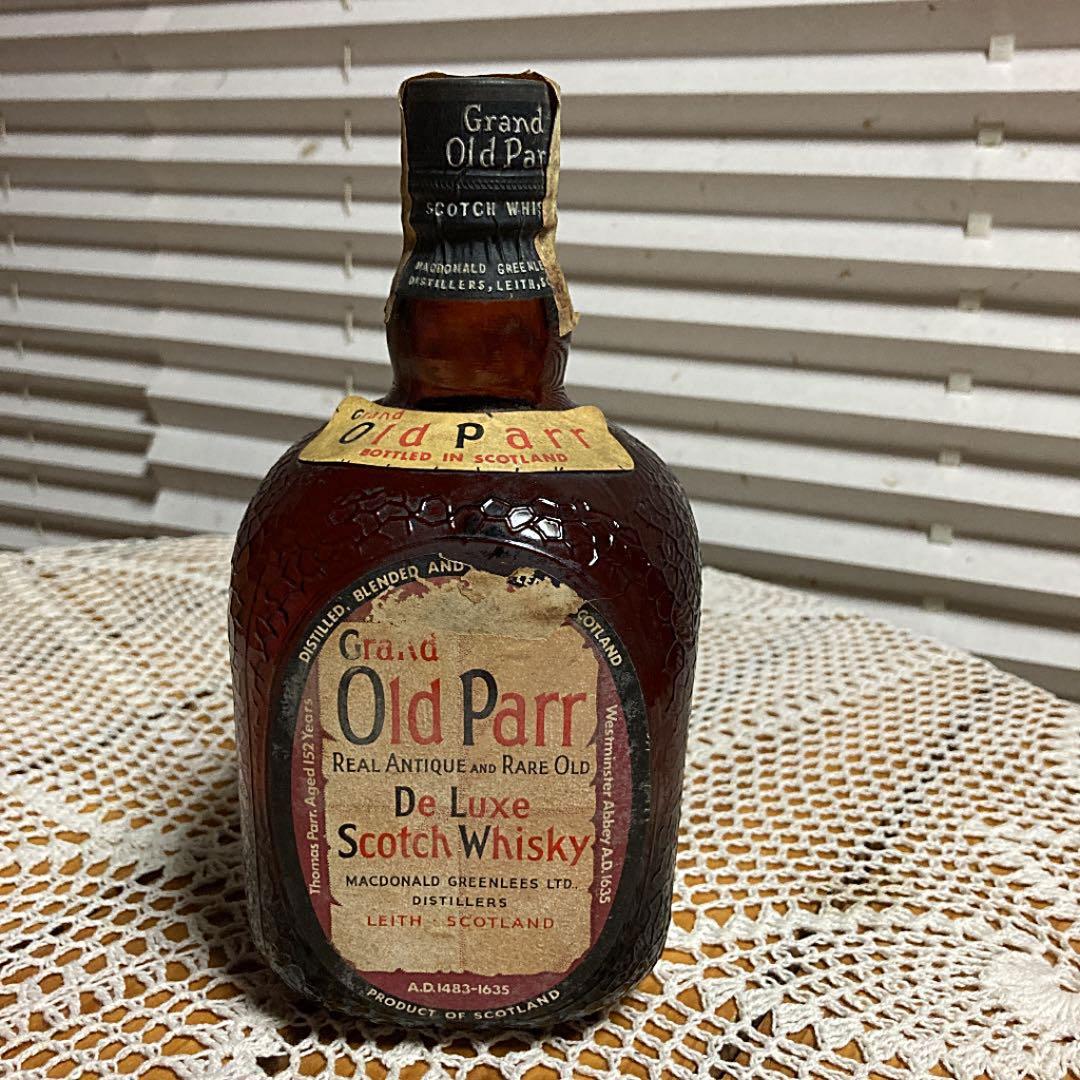 Grand
Old Par
SCOTCH WHIS
MACDONALD GREENLE
DISTILLERS, LEITH, S
Grand
Old Parr
BOTTLED IN SCOTLAND
DISTILLED, BLENDED AND
COTLAND
Grand
Old Parr
REAL ANTIQUE AND RARE OLD
De Luxe
Scotch Whisky
MACDONALD GREENLEES LTD.,
DISTILLERS
LEITH · SCOTLAND
Thomas Parr. Aged 152 Years
Westminster Abbey A.D. 1635
A.D. 1483-1635
PRODUCT OF SCOTLAND